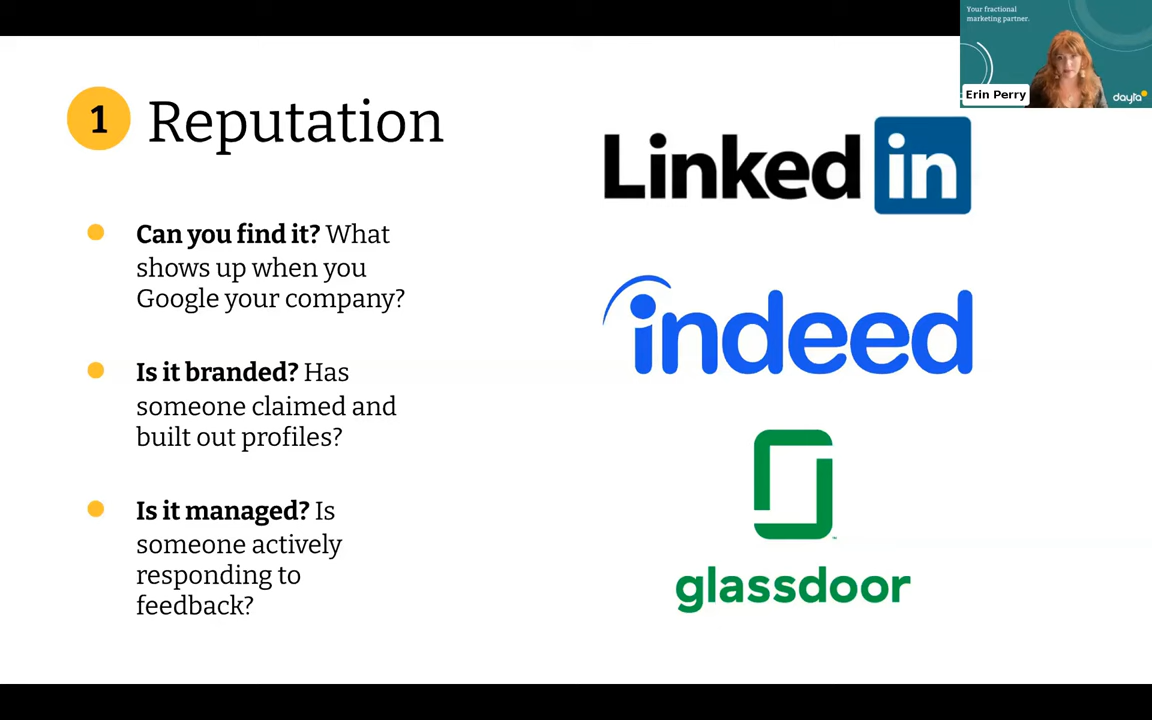 Your fractional
marketing partner.
Erin Perry
dayta
1 Reputation
Can you find it? What
shows up when you
Google your company?
Is it branded? Has
someone claimed and
built out profiles?
Is it managed? Is
someone actively
responding to
feedback?
Linked in
indeed
glassdoor